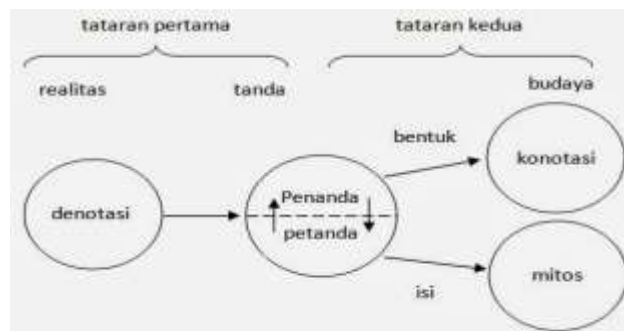 tataran pertama
tataran kedua
realitas
tanda
budaya
bentuk
konotasi
denotasi
Penanda
petanda
isi
mitos